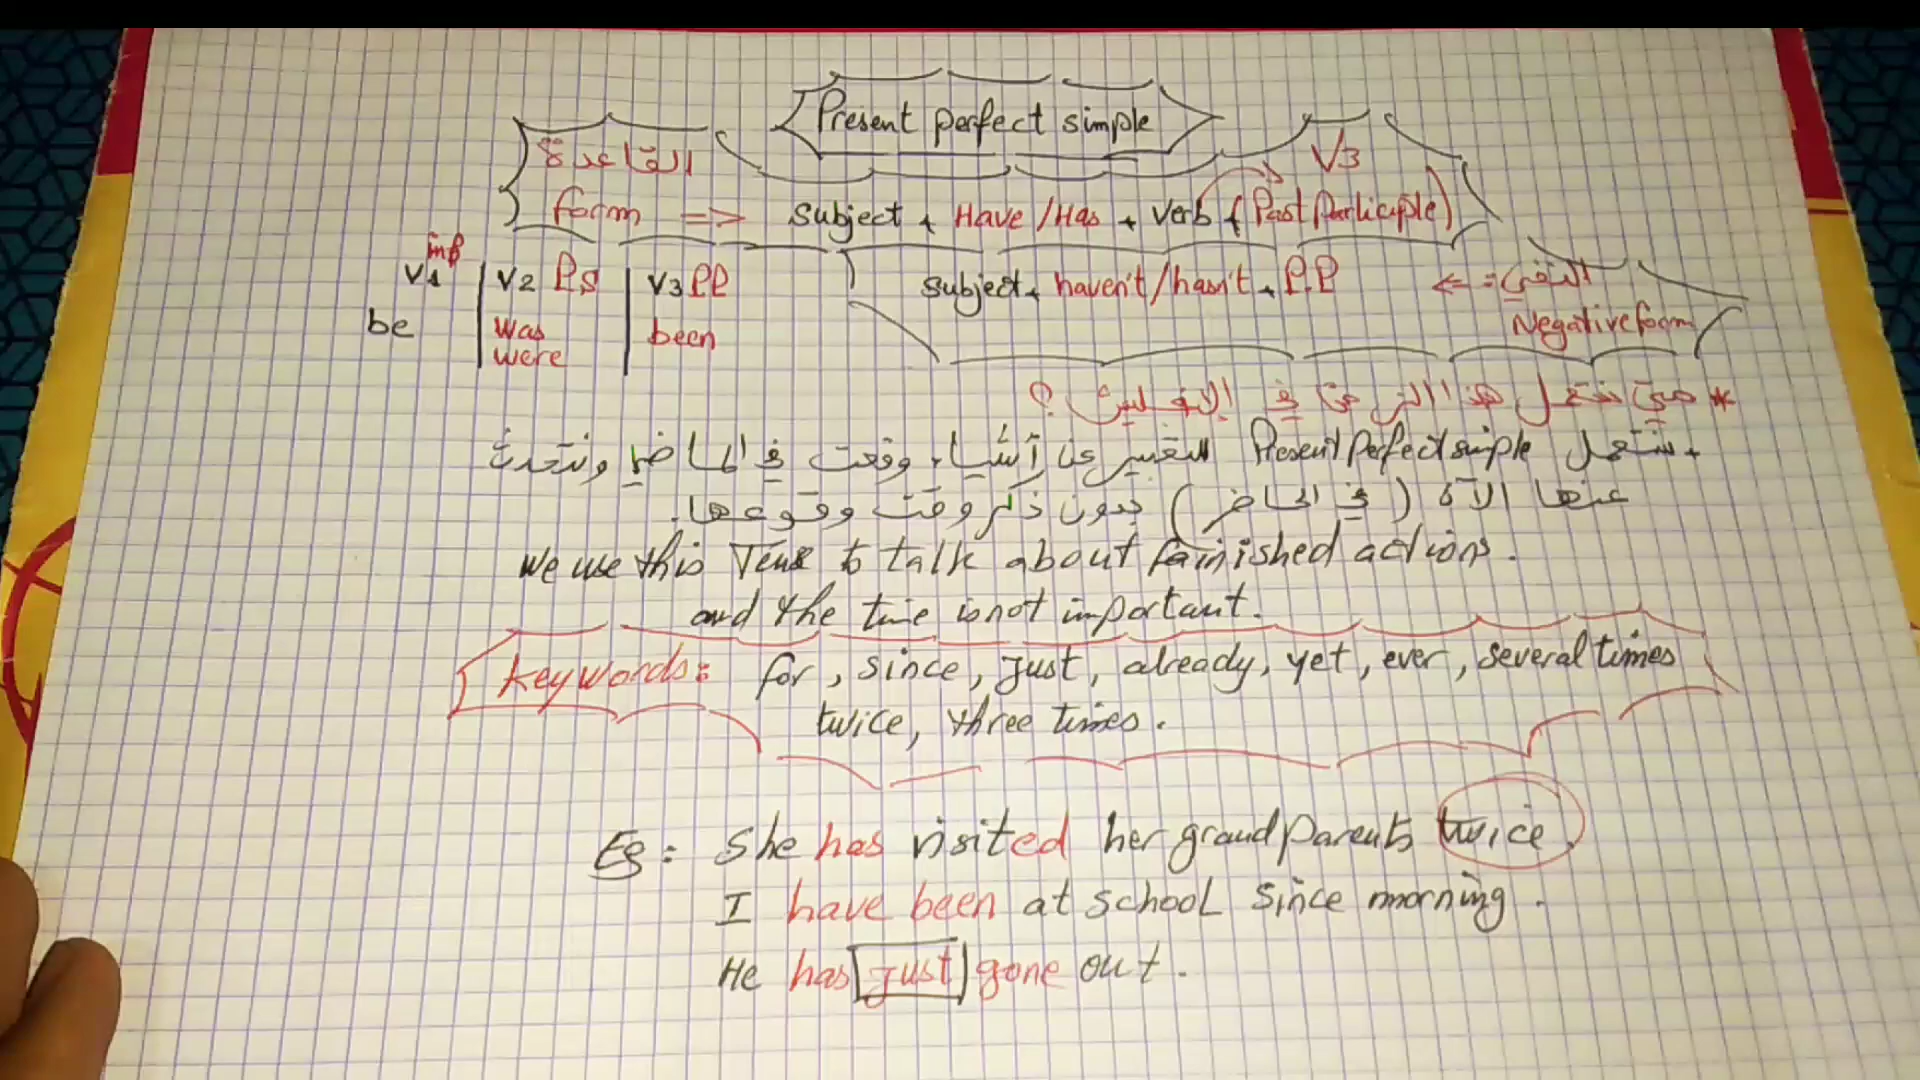 Present perfect simple
القاعدة
V3
form => subject + Have/Has + Verb (Past Participle)
inf
V1 | V2 PS | V3 PP
be | was | been
were
subject + haven't/hasn't + P.P <= النفي:
Negative form
* متى نستعمل هذا الزمن في الإنجليزية؟
+ نستعمل Present Perfect simple للتعبير عن أشياء وقعت في الماضي ونتحدث
عنها الآن (في الحاضر) بدون ذكر وقت وقوعها.
we use this Tense to talk about fainished actions.
and the time is not important.
Keywords: for, since, just, already, yet, ever, several times
twice, three times.
Eg: She has visited her grandParents twice.
I have been at school since morning.
He has just gone out.